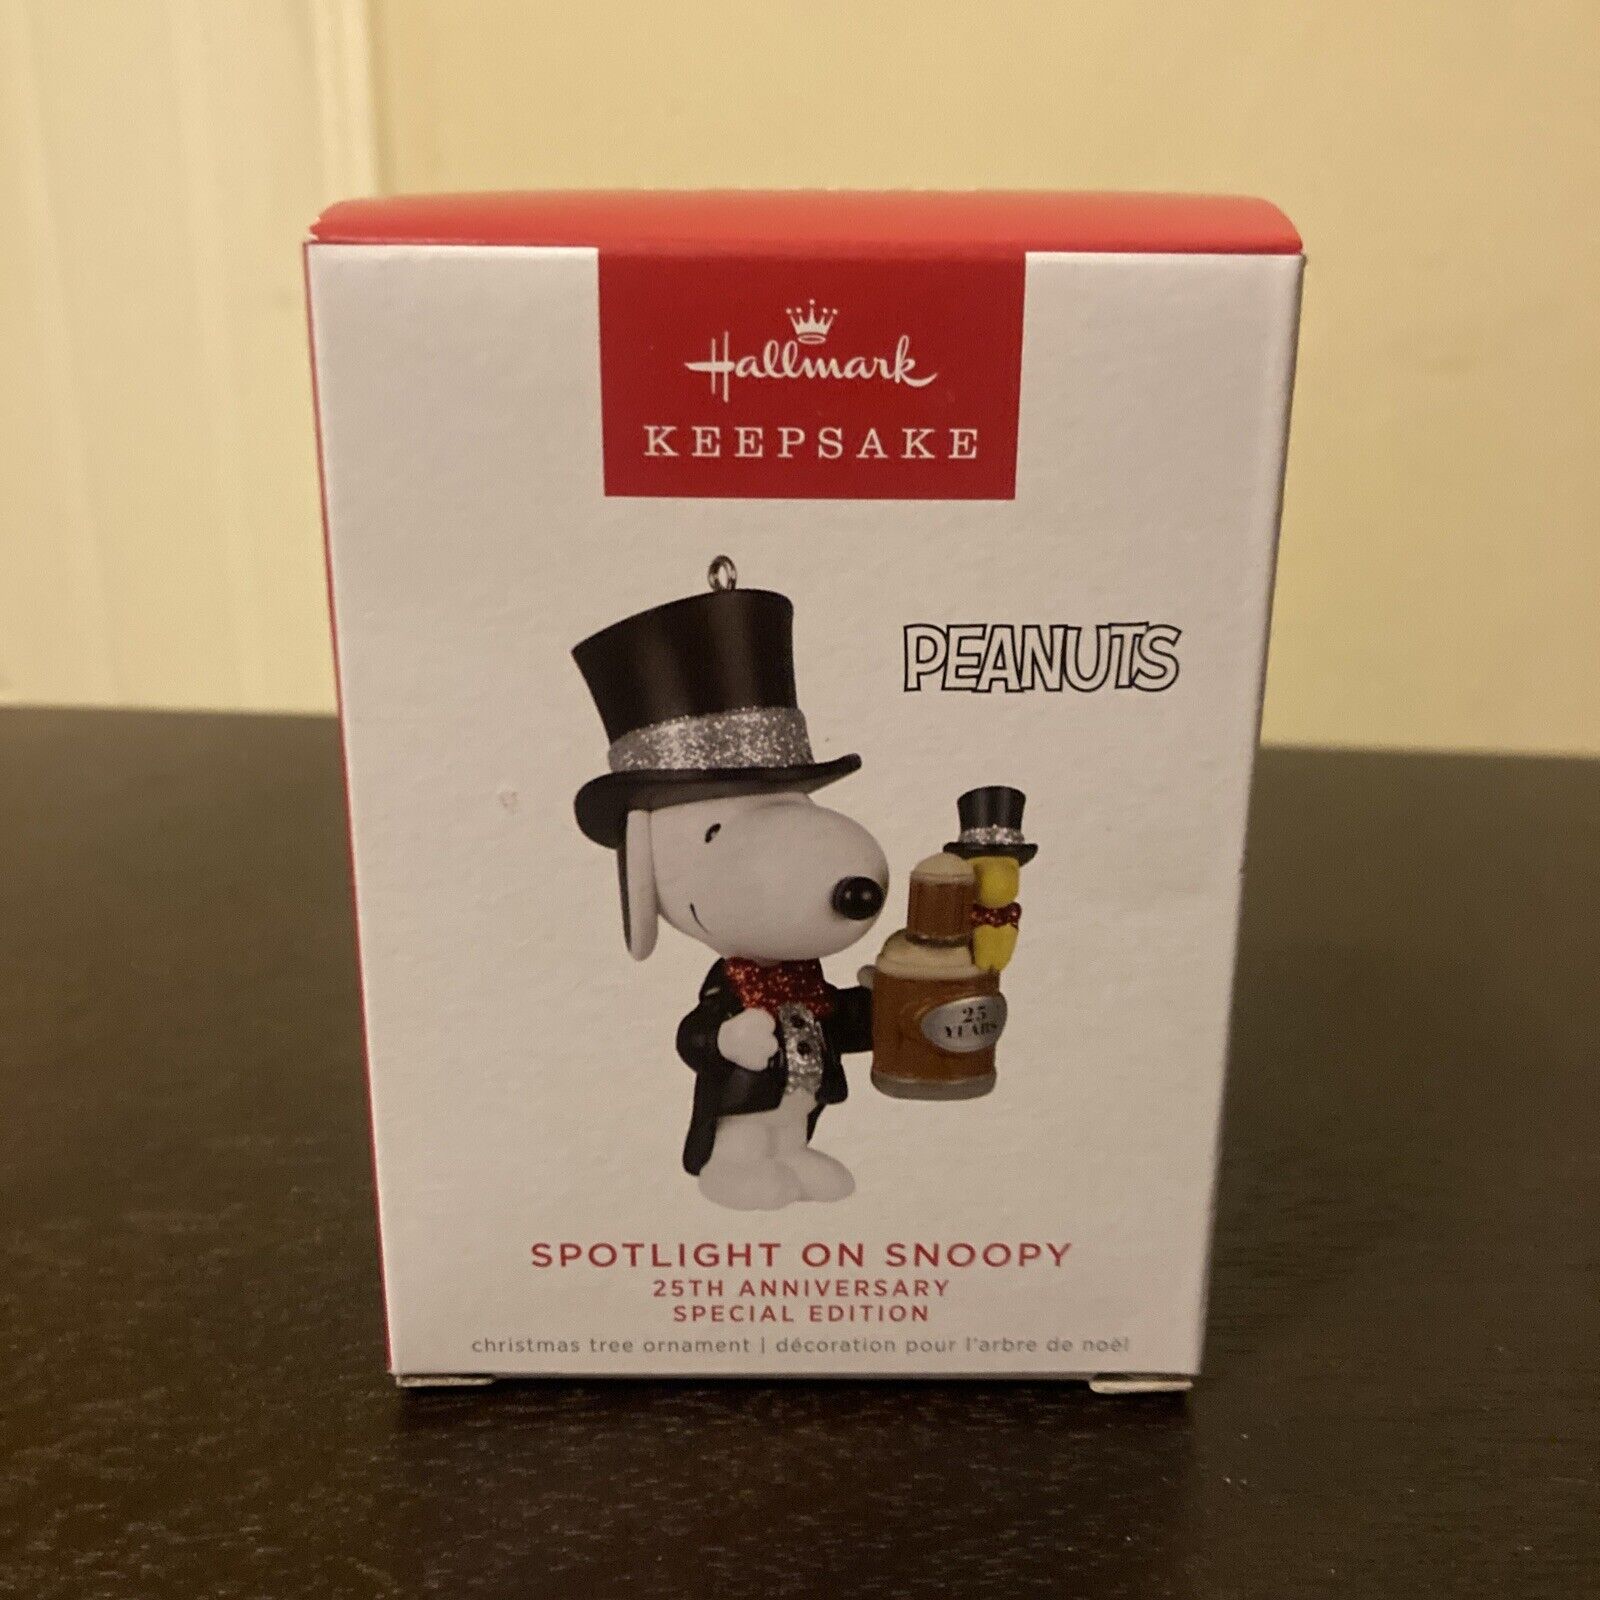 Hallmark
KEEPSAKE
PEANUTS
25
YEARS
SPOTLIGHT ON SNOOPY
25TH ANNIVERSARY
SPECIAL EDITION
christmas tree ornament | décoration pour l'arbre de noël